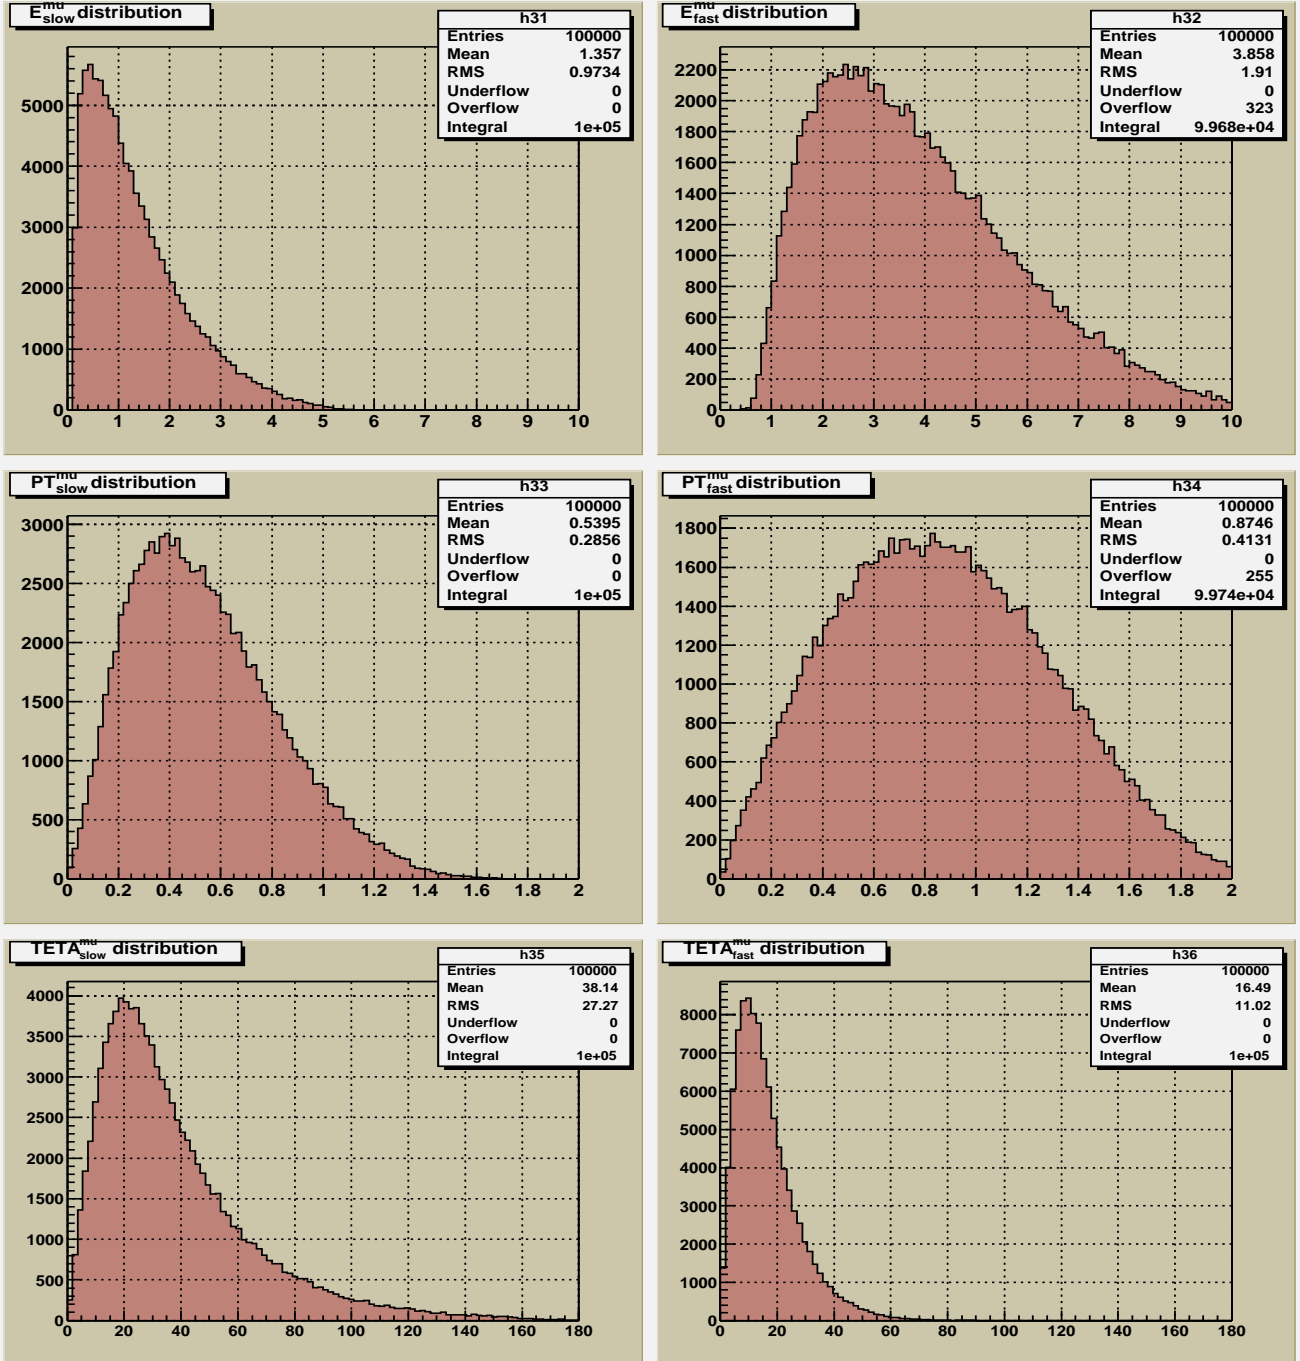 E^mu_slow distribution
h31
Entries 100000
Mean 1.357
RMS 0.9734
Underflow 0
Overflow 0
Integral 1e+05
5000
4000
3000
2000
1000
0
0 1 2 3 4 5 6 7 8 9 10
E^mu_fast distribution
h32
Entries 100000
Mean 3.858
RMS 1.91
Underflow 0
Overflow 323
Integral 9.968e+04
2200
2000
1800
1600
1400
1200
1000
800
600
400
200
0
0 1 2 3 4 5 6 7 8 9 10
PT^mu_slow distribution
h33
Entries 100000
Mean 0.5395
RMS 0.2856
Underflow 0
Overflow 0
Integral 1e+05
3000
2500
2000
1500
1000
500
0
0 0.2 0.4 0.6 0.8 1 1.2 1.4 1.6 1.8 2
PT^mu_fast distribution
h34
Entries 100000
Mean 0.8746
RMS 0.4131
Underflow 0
Overflow 255
Integral 9.974e+04
1800
1600
1400
1200
1000
800
600
400
200
0
0 0.2 0.4 0.6 0.8 1 1.2 1.4 1.6 1.8 2
TETA^mu_slow distribution
h35
Entries 100000
Mean 38.14
RMS 27.27
Underflow 0
Overflow 0
Integral 1e+05
4000
3500
3000
2500
2000
1500
1000
500
0
0 20 40 60 80 100 120 140 160 180
TETA^mu_fast distribution
h36
Entries 100000
Mean 16.49
RMS 11.02
Underflow 0
Overflow 0
Integral 1e+05
8000
7000
6000
5000
4000
3000
2000
1000
0
0 20 40 60 80 100 120 140 160 180